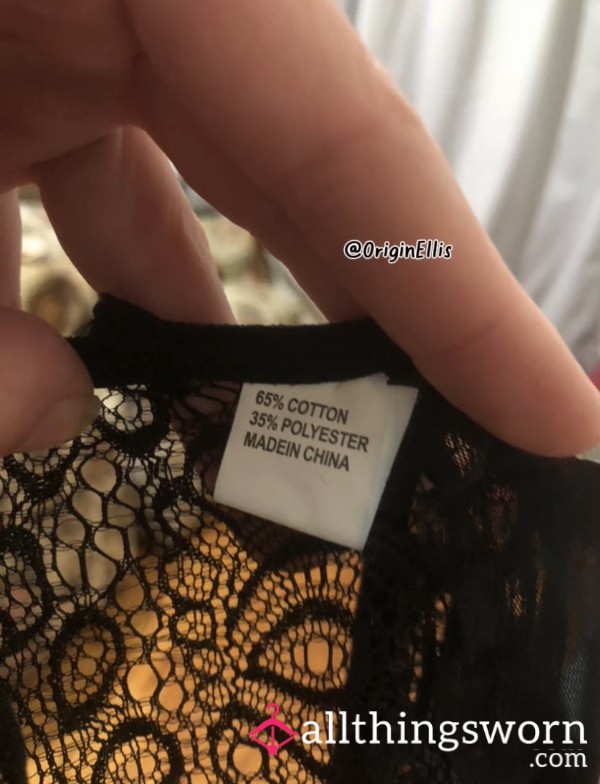 @OriginEllis
65% COTTON
35% POLYESTER
MADEIN CHINA
allthingsworn
.com